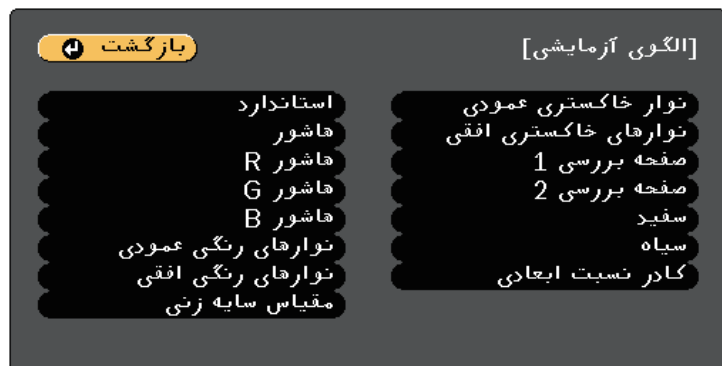 [الگوی آزمایشی]
بازگشت
نوار خاکستری عمودی
نوارهای خاکستری افقی
صفحه بررسی 1
صفحه بررسی 2
سفید
سیاه
کادر نسبت ابعادی
استاندارد
هاشور
هاشور R
هاشور G
هاشور B
نوارهای رنگی عمودی
نوارهای رنگی افقی
مقیاس سایه زنی